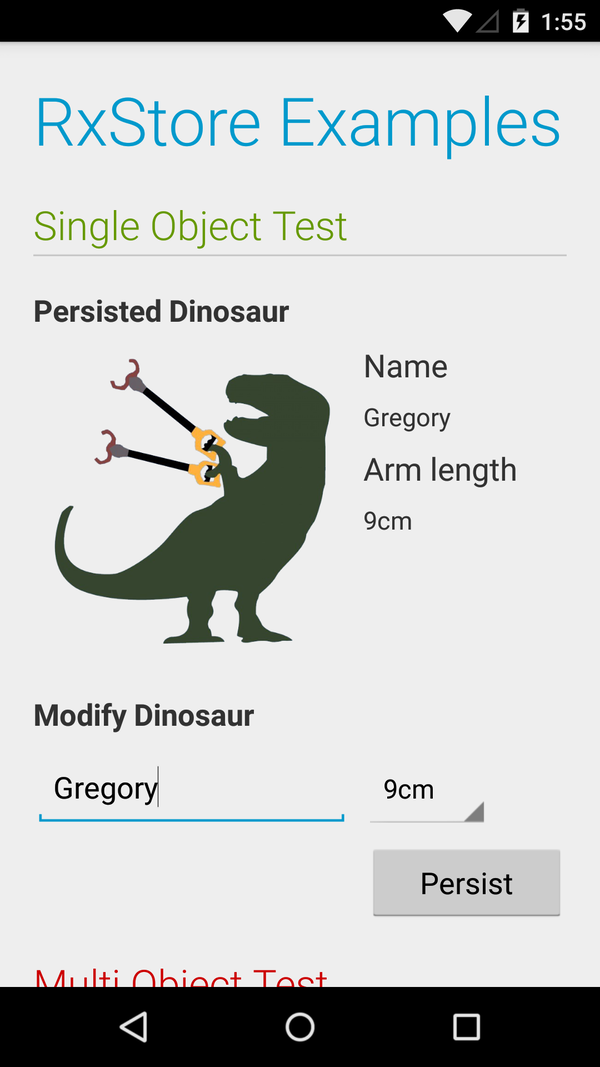 1:55
RxStore Examples
Single Object Test
Persisted Dinosaur
Name
Gregory
Arm length
9cm
Modify Dinosaur
Gregory
9cm
Persist
Multi Object Test